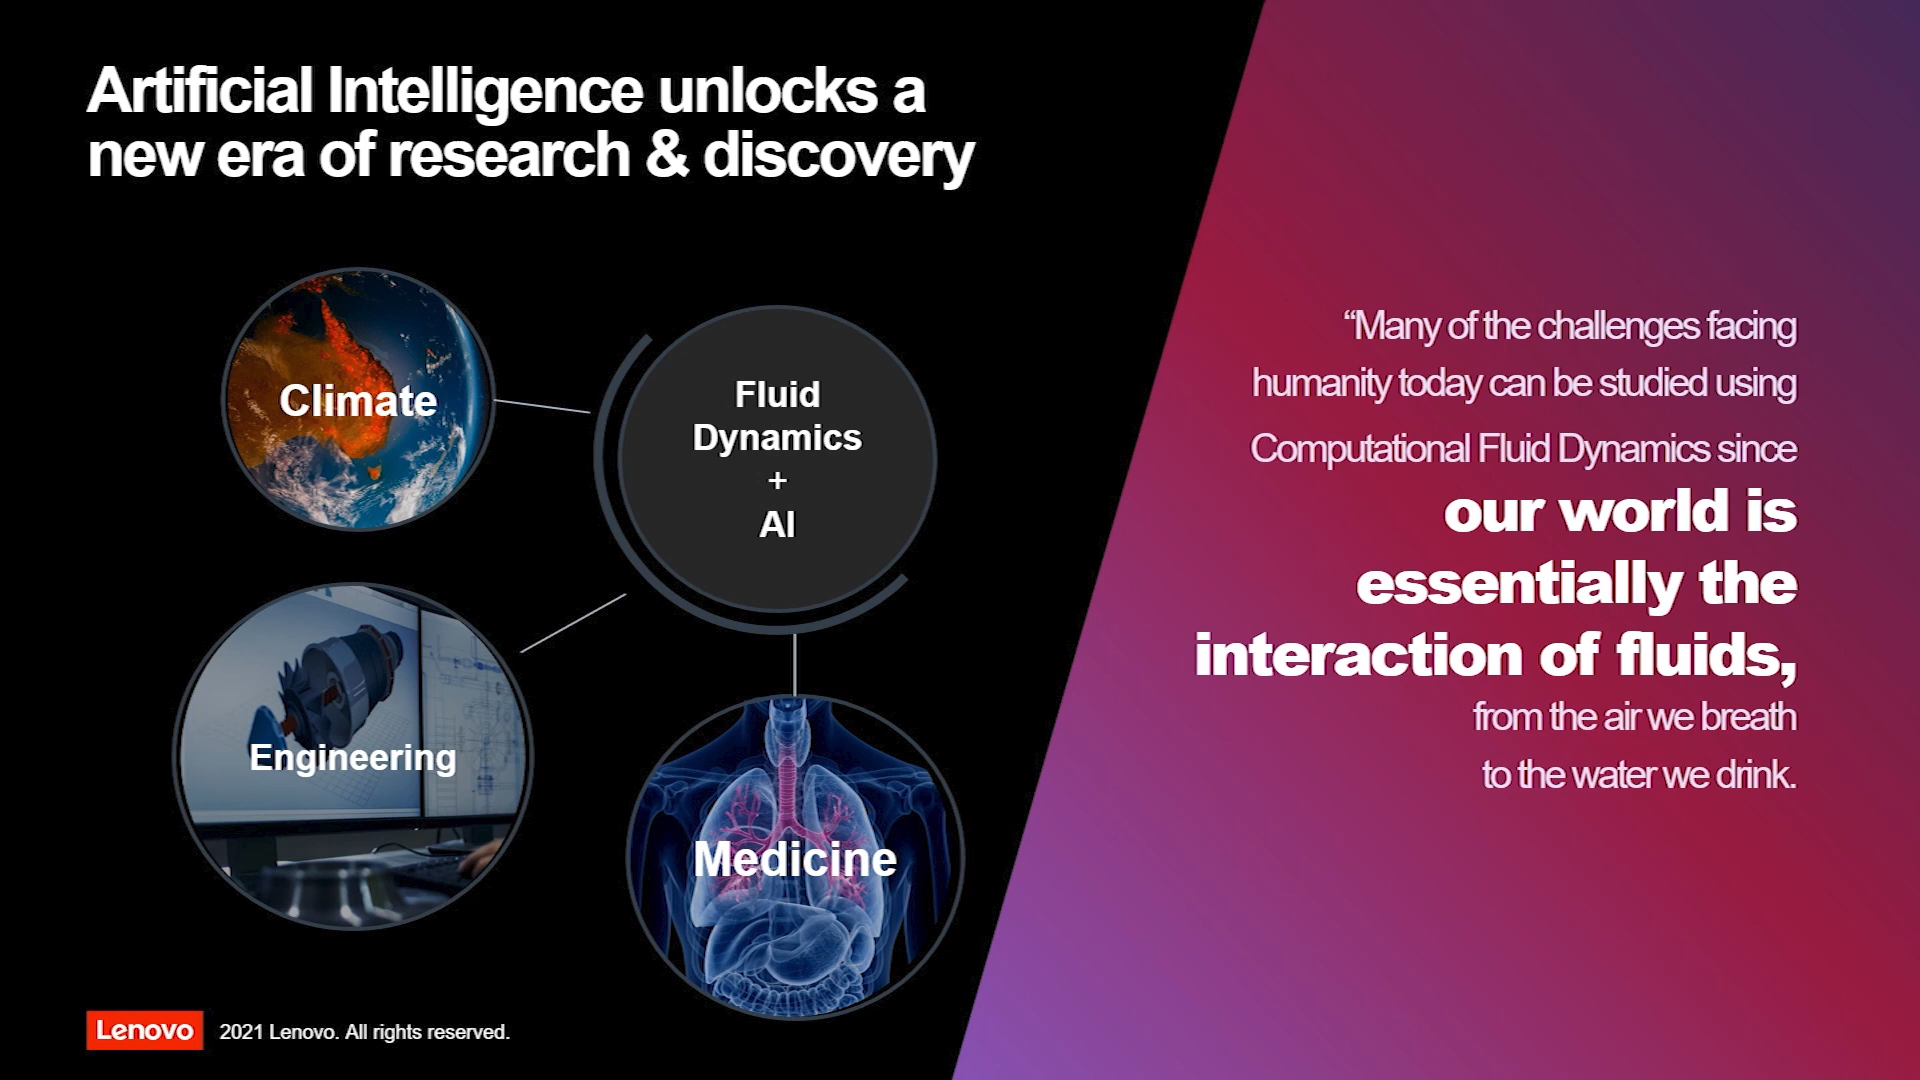 Artificial Intelligence unlocks a
new era of research & discovery
Climate
Fluid
Dynamics
+
AI
Engineering
Medicine
“Many of the challenges facing
humanity today can be studied using
Computational Fluid Dynamics since
our world is
essentially the
interaction of fluids,
from the air we breath
to the water we drink.
Lenovo 2021 Lenovo. All rights reserved.